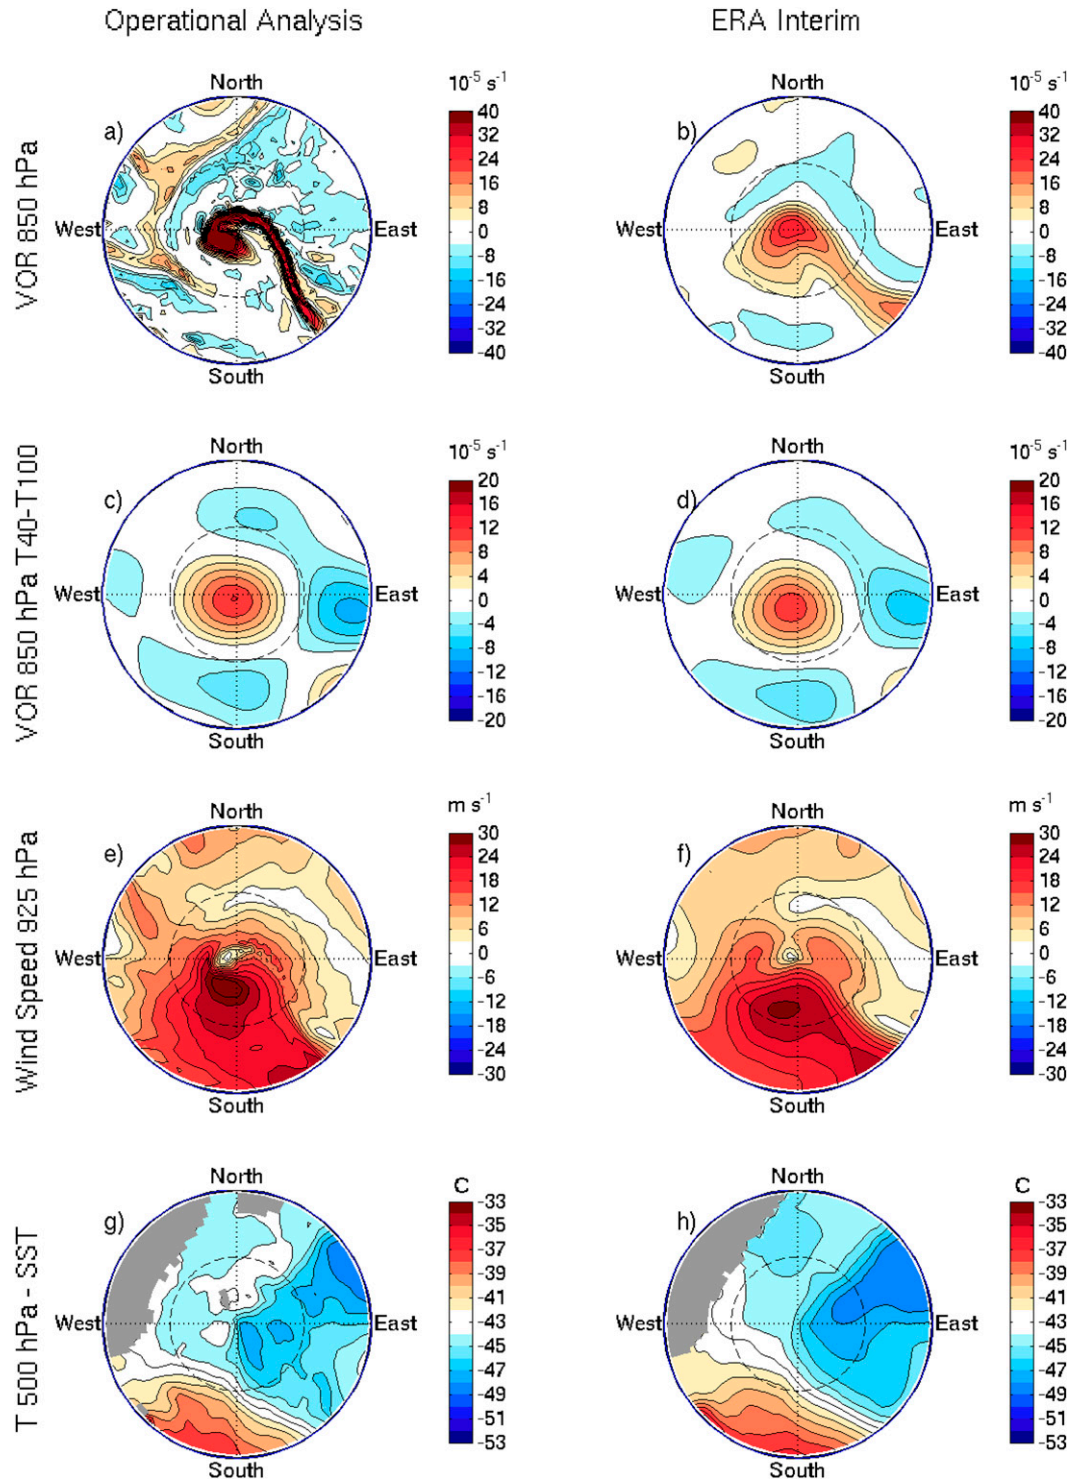 Operational Analysis ERA Interim
VOR 850 hPa
a)
North
West
East
South
10⁻⁵ s⁻¹
40
32
24
16
8
0
-8
-16
-24
-32
-40
b)
North
West
East
South
10⁻⁵ s⁻¹
40
32
24
16
8
0
-8
-16
-24
-32
-40
VOR 850 hPa T40-T100
c)
North
West
East
South
10⁻⁵ s⁻¹
20
16
12
8
4
0
-4
-8
-12
-16
-20
d)
North
West
East
South
10⁻⁵ s⁻¹
20
16
12
8
4
0
-4
-8
-12
-16
-20
Wind Speed 925 hPa
e)
North
West
East
South
m s⁻¹
30
24
18
12
6
0
-6
-12
-18
-24
-30
f)
North
West
East
South
m s⁻¹
30
24
18
12
6
0
-6
-12
-18
-24
-30
T 500 hPa - SST
g)
North
West
East
South
C
-33
-35
-37
-39
-41
-43
-45
-47
-49
-51
-53
h)
North
West
East
South
C
-33
-35
-37
-39
-41
-43
-45
-47
-49
-51
-53